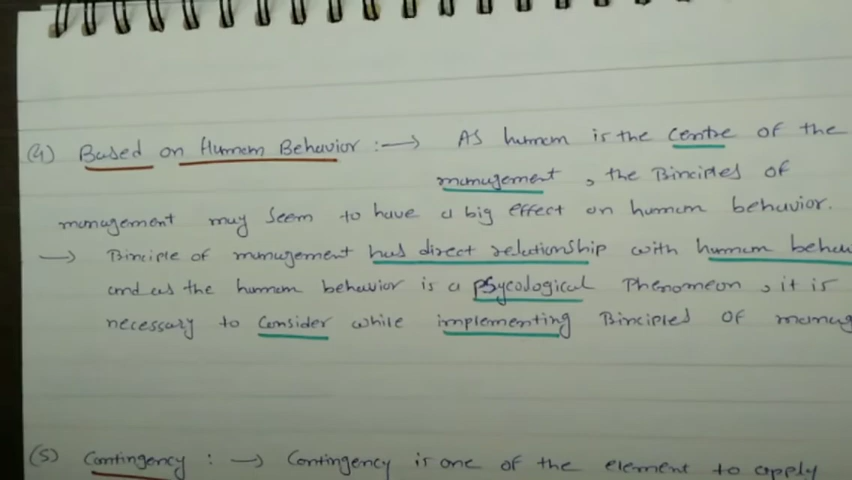 (4) Based on Human Behavior :→ As human is the centre of the
management, the Principles of
management may seem to have a big effect on human behavior.
→ Principle of management has direct relationship with human behav
and as the human behavior is a psycological Phenomeon, it is
necessary to consider while implementing Principles of manag
(5) Contingency : → Contingency is one of the element to apply